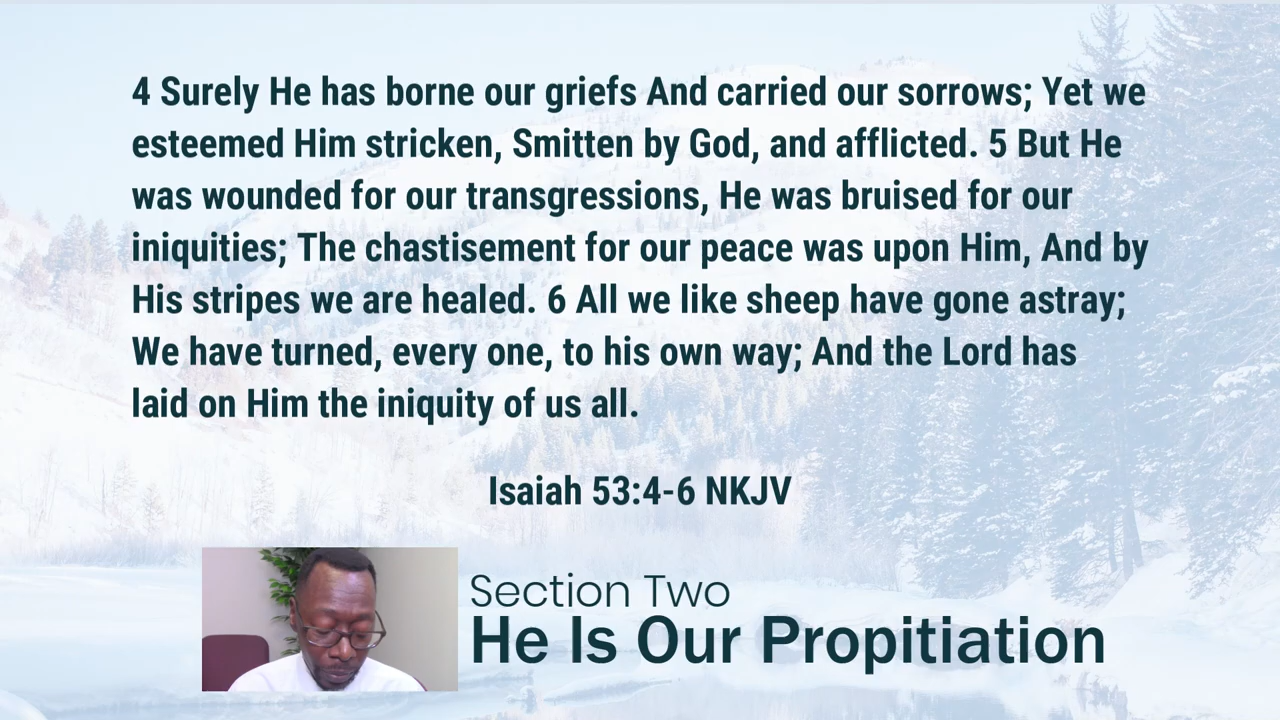 4 Surely He has borne our griefs And carried our sorrows; Yet we
esteemed Him stricken, Smitten by God, and afflicted. 5 But He
was wounded for our transgressions, He was bruised for our
iniquities; The chastisement for our peace was upon Him, And by
His stripes we are healed. 6 All we like sheep have gone astray;
We have turned, every one, to his own way; And the Lord has
laid on Him the iniquity of us all.
Isaiah 53:4-6 NKJV
Section Two
He Is Our Propitiation